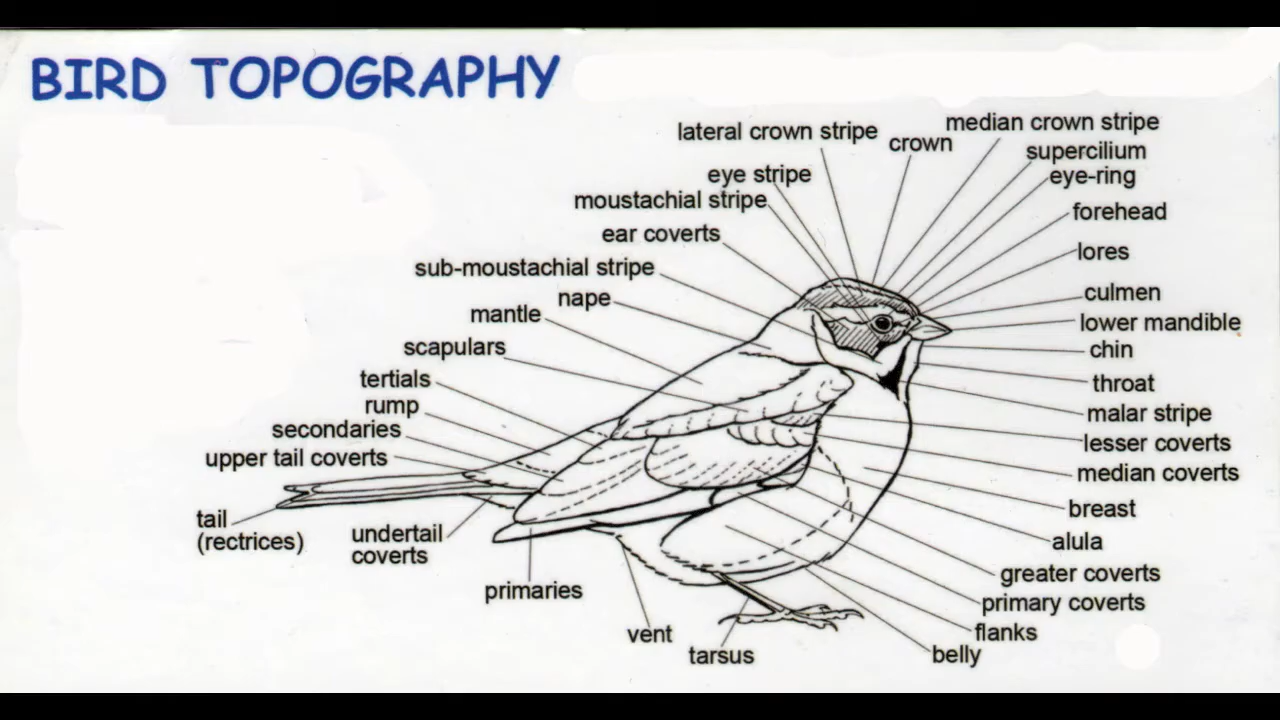 BIRD TOPOGRAPHY
lateral crown stripe
crown
median crown stripe
supercilium
eye-ring
forehead
lores
culmen
lower mandible
chin
throat
malar stripe
lesser coverts
median coverts
breast
alula
greater coverts
primary coverts
flanks
belly
eye stripe
moustachial stripe
ear coverts
sub-moustachial stripe
nape
mantle
scapulars
tertials
rump
secondaries
upper tail coverts
tail
(rectrices)
undertail
coverts
primaries
vent
tarsus